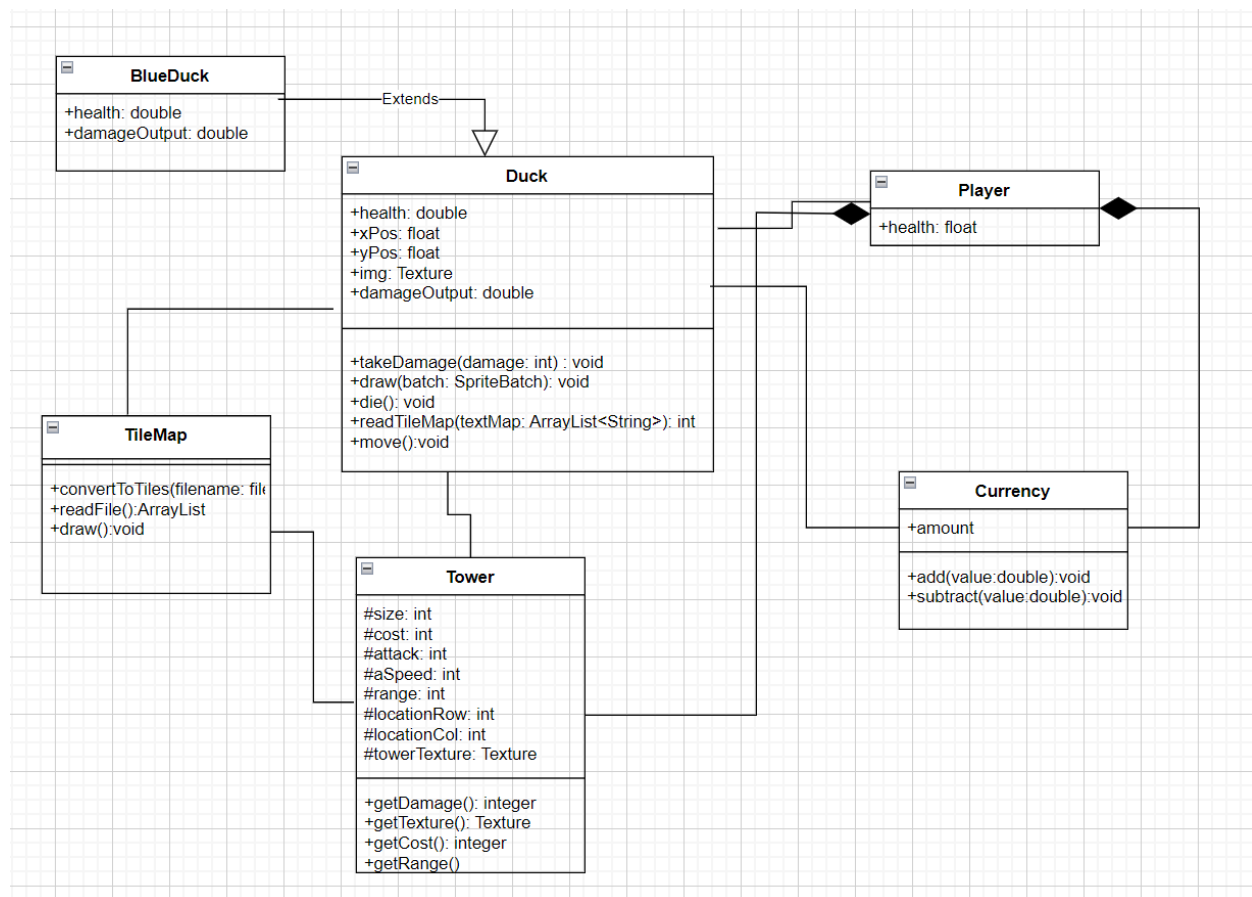 BlueDuck
+health: double
+damageOutput: double
Extends
Duck
+health: double
+xPos: float
+yPos: float
+img: Texture
+damageOutput: double
+takeDamage(damage: int) : void
+draw(batch: SpriteBatch): void
+die(): void
+readTileMap(textMap: ArrayList<String>): int
+move():void
Player
+health: float
TileMap
+convertToTiles(filename: file
+readFile():ArrayList
+draw():void
Tower
#size: int
#cost: int
#attack: int
#aSpeed: int
#range: int
#locationRow: int
#locationCol: int
#towerTexture: Texture
+getDamage(): integer
+getTexture(): Texture
+getCost(): integer
+getRange()
Currency
+amount
+add(value:double):void
+subtract(value:double):void